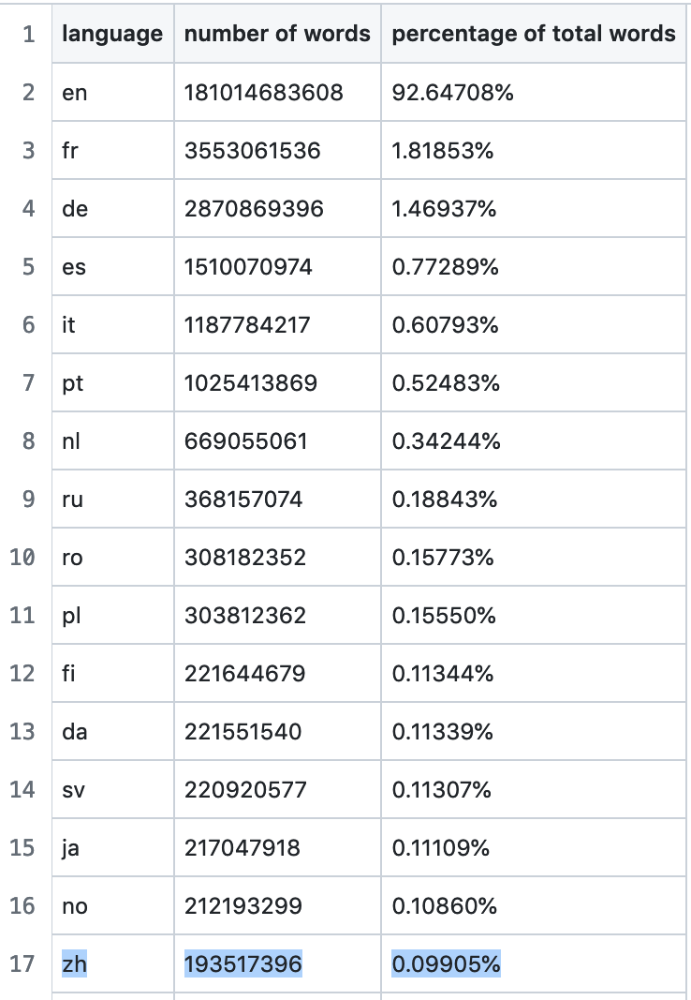 1 language number of words percentage of total words
2 en 181014683608 92.64708%
3 fr 3553061536 1.81853%
4 de 2870869396 1.46937%
5 es 1510070974 0.77289%
6 it 1187784217 0.60793%
7 pt 1025413869 0.52483%
8 nl 669055061 0.34244%
9 ru 368157074 0.18843%
10 ro 308182352 0.15773%
11 pl 303812362 0.15550%
12 fi 221644679 0.11344%
13 da 221551540 0.11339%
14 sv 220920577 0.11307%
15 ja 217047918 0.11109%
16 no 212193299 0.10860%
17 zh 193517396 0.09905%